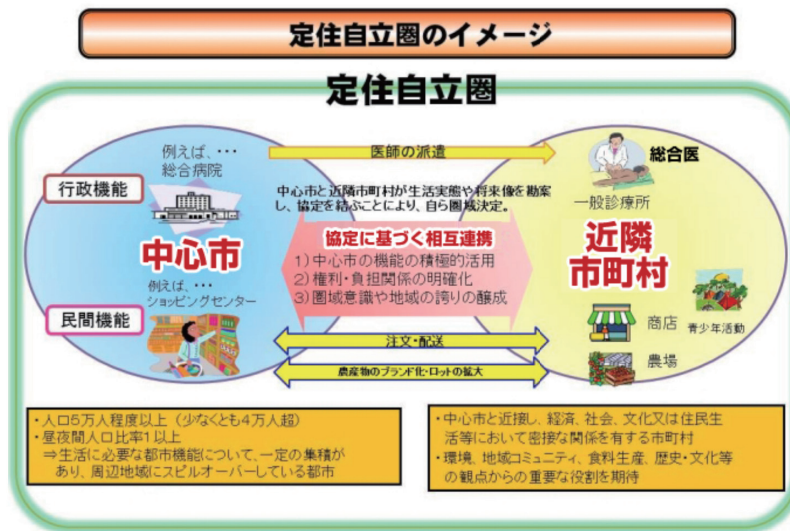 定住自立圏のイメージ
定住自立圏
例えば、・・・
総合病院
行政機能
中心市
例えば、・・・
ショッピングセンター
民間機能
医師の派遣
中心市と近隣市町村が生活実態や将来像を勘案
し、協定を結ぶことにより、自ら圏域決定。
協定に基づく相互連携
1) 中心市の機能の積極的活用
2) 権利・負担関係の明確化
3) 圏域意識や地域の誇りの醸成
注文・配送
農産物のブランド化・ロットの拡大
総合医
一般診療所
近隣
市町村
商店
青少年活動
農場
・人口5万人程度以上 (少なくとも4万人超)
・昼夜間人口比率1以上
⇒生活に必要な都市機能について、一定の集積が
あり、周辺地域にスピルオーバーしている都市
・中心市と近接し、経済、社会、文化又は住民生
活等において密接な関係を有する市町村
・環境、地域コミュニティ、食料生産、歴史・文化等
の観点からの重要な役割を期待